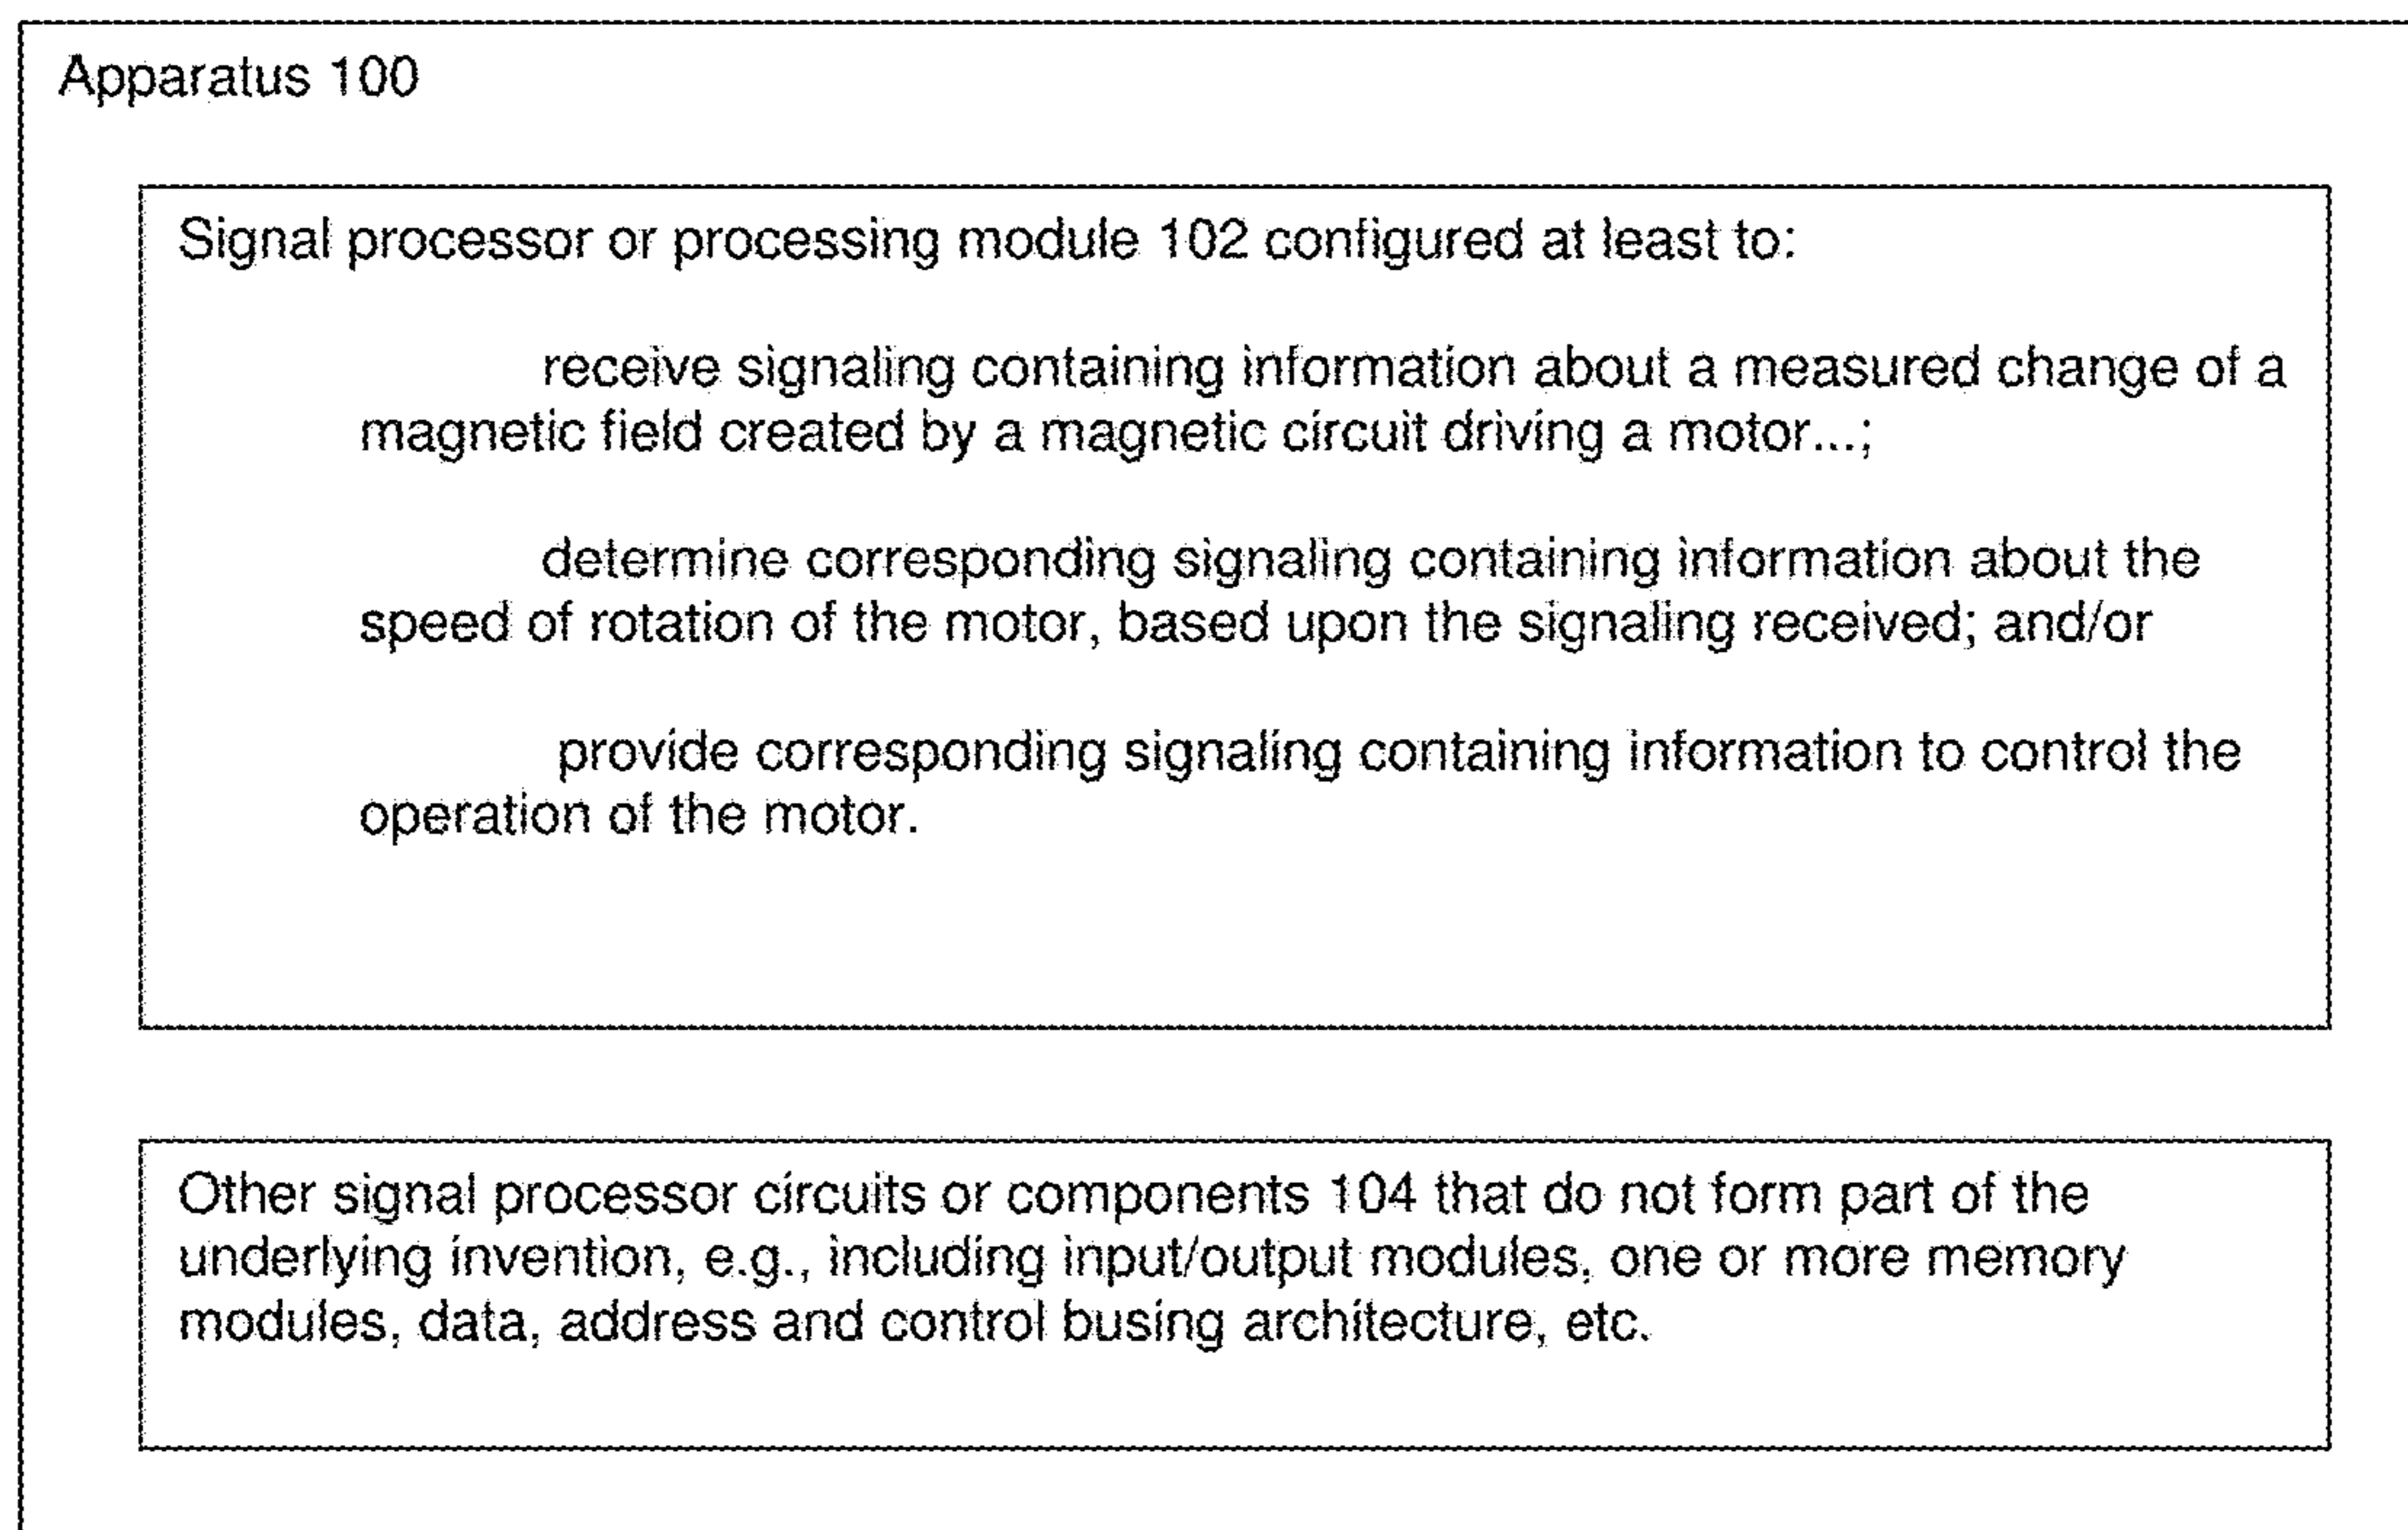 Apparatus 100
Signal processor or processing module 102 configured at least to:
receive signaling containing information about a measured change of a
magnetic field created by a magnetic circuit driving a motor...;
determine corresponding signaling containing information about the
speed of rotation of the motor, based upon the signaling received; and/or
provide corresponding signaling containing information to control the
operation of the motor.
Other signal processor circuits or components 104 that do not form part of the
underlying invention, e.g., including input/output modules, one or more memory
modules, data, address and control busing architecture, etc.